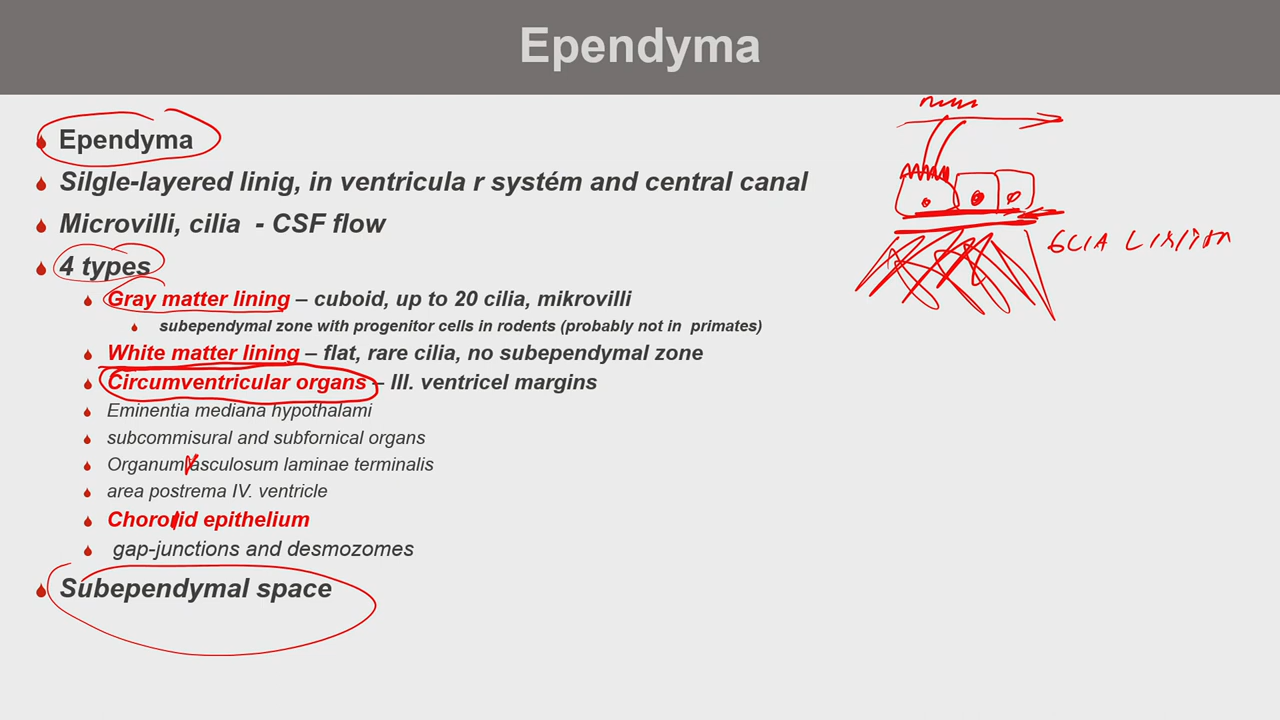 Ependyma
Ependyma
Silgle-layered linig, in ventricula r systém and central canal
Microvilli, cilia - CSF flow
4 types
Gray matter lining – cuboid, up to 20 cilia, mikrovilli
subependymal zone with progenitor cells in rodents (probably not in primates)
White matter lining – flat, rare cilia, no subependymal zone
Circumventricular organs – III. ventricel margins
Eminentia mediana hypothalami
subcommisural and subfornical organs
Organum vasculosum laminae terminalis
area postrema IV. ventricle
Choroid epithelium
gap-junctions and desmozomes
Subependymal space
GLIA